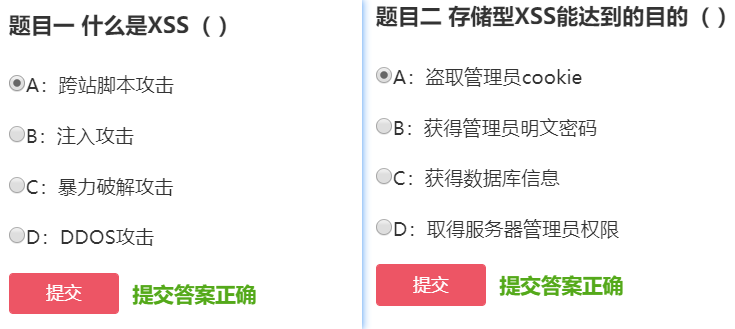 题目一 什么是XSS（ ）
A：跨站脚本攻击
B：注入攻击
C：暴力破解攻击
D：DDOS攻击
提交 提交答案正确
题目二 存储型XSS能达到的目的（ ）
A：盗取管理员cookie
B：获得管理员明文密码
C：获得数据库信息
D：取得服务器管理员权限
提交 提交答案正确